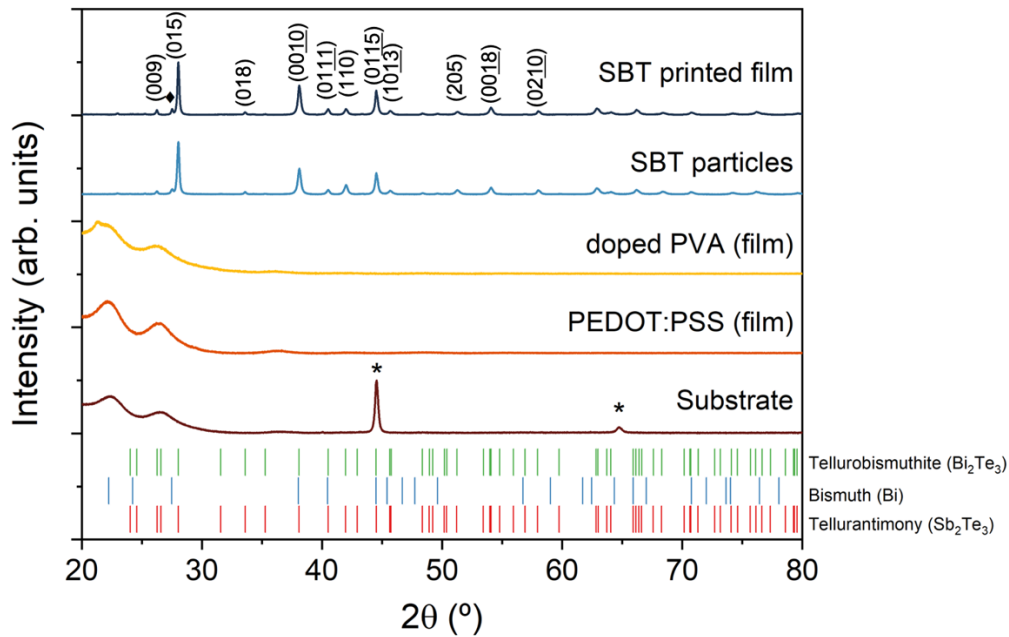 (009)
(015)
(018)
(0010)
(0111)
(110)
(0115)
(1013)
(205)
(0018)
(0210)
SBT printed film
♦
SBT particles
doped PVA (film)
PEDOT:PSS (film)
*
*
Substrate
Tellurobismuthite (Bi₂Te₃)
Bismuth (Bi)
Tellurantimony (Sb₂Te₃)
Intensity (arb. units)
20 30 40 50 60 70 80
2θ (º)